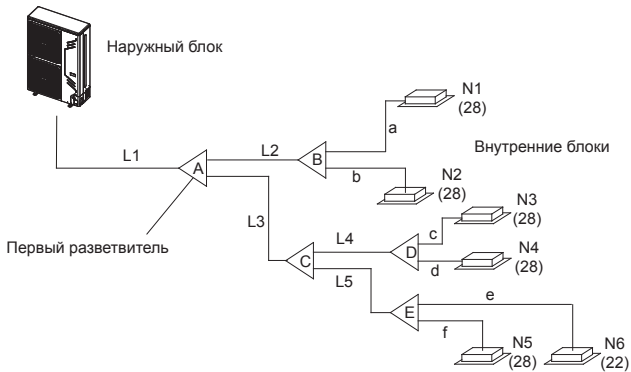 Наружный блок
N1
(28)
a
L1
L2
A
B
Внутренние блоки
b
N2
(28)
L3
N3
(28)
c
Первый разветвитель
L4
D
N4
(28)
d
C
L5
e
E
f
N5
(28)
N6
(22)